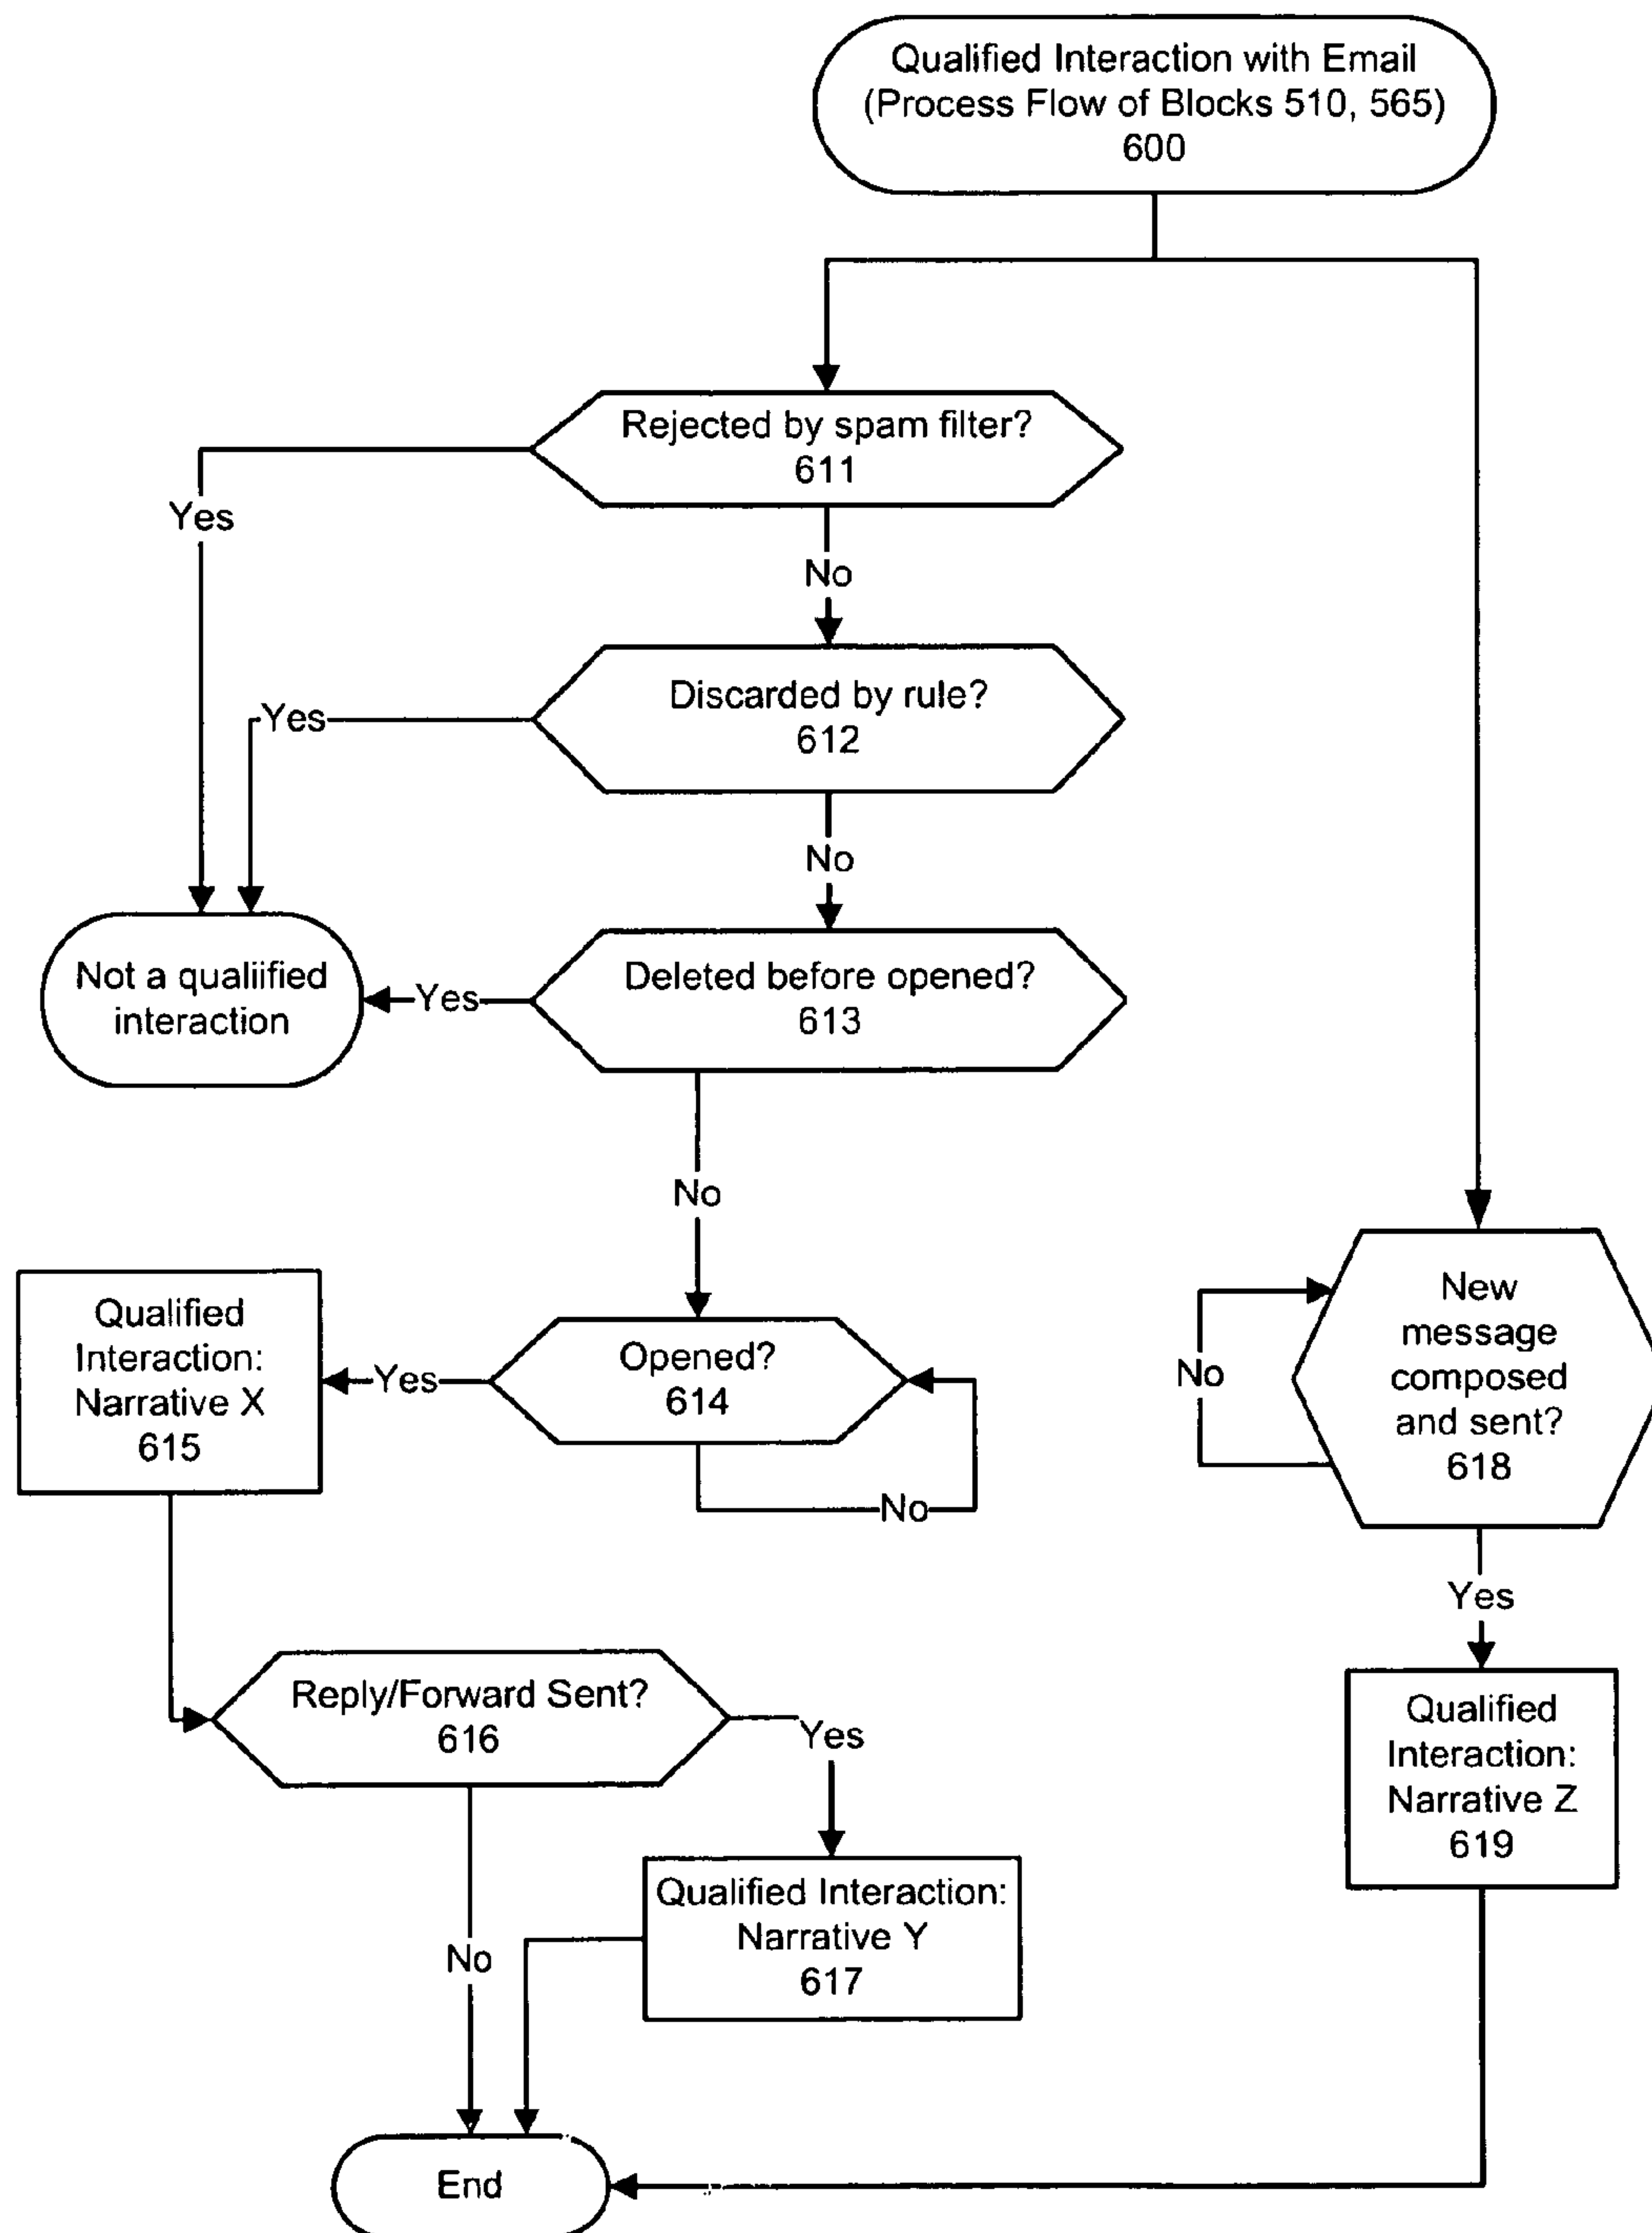 Qualified Interaction with Email
(Process Flow of Blocks 510, 565)
600
Rejected by spam filter?
611
Yes
No
Discarded by rule?
612
Yes
No
Not a qualiified
interaction
Yes
Deleted before opened?
613
No
Qualified
Interaction:
Narrative X
615
Yes
Opened?
614
No
No
New
message
composed
and sent?
618
Yes
Reply/Forward Sent?
616
Yes
Qualified
Interaction:
Narrative Z
619
Qualified Interaction:
Narrative Y
617
No
End